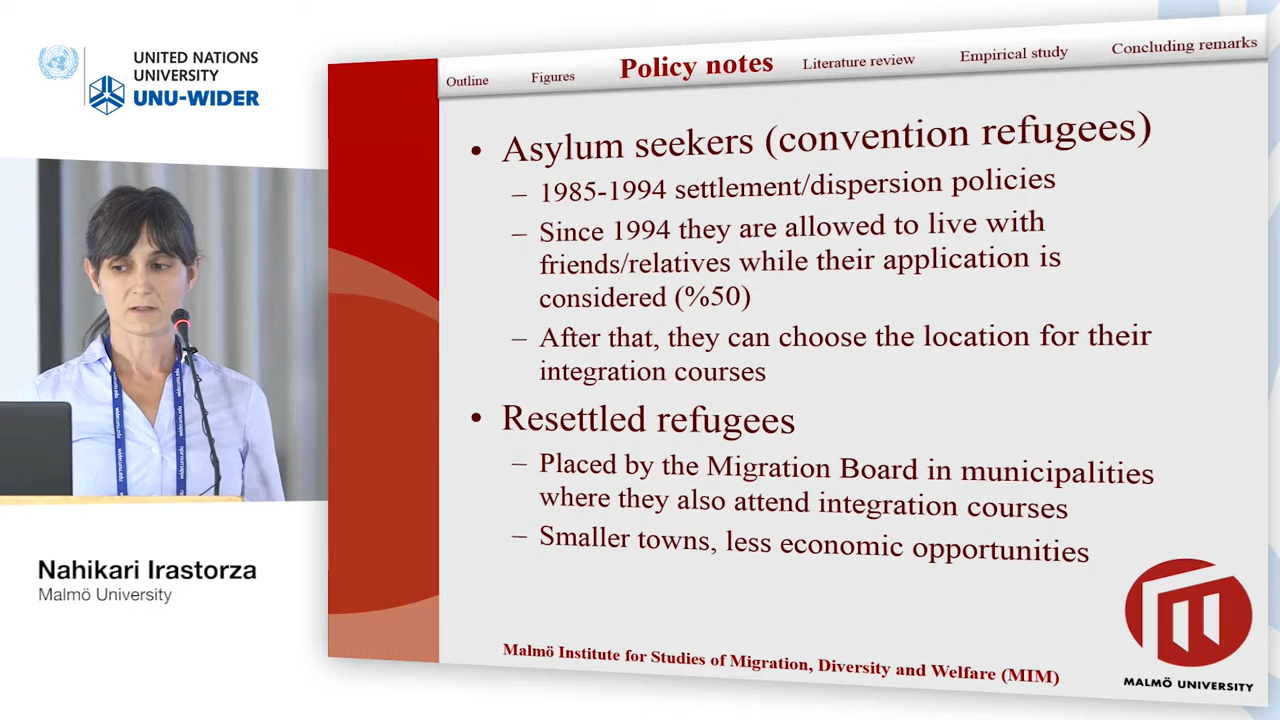 UNITED NATIONS
UNIVERSITY
UNU-WIDER
Outline
Figures
Policy notes
Literature review
Empirical study
Concluding remarks
• Asylum seekers (convention refugees)
– 1985-1994 settlement/dispersion policies
– Since 1994 they are allowed to live with
friends/relatives while their application is
considered (%50)
– After that, they can choose the location for their
integration courses
• Resettled refugees
– Placed by the Migration Board in municipalities
where they also attend integration courses
– Smaller towns, less economic opportunities
Malmö Institute for Studies of Migration, Diversity and Welfare (MIM)
MALMÖ UNIVERSITY
Nahikari Irastorza
Malmö University